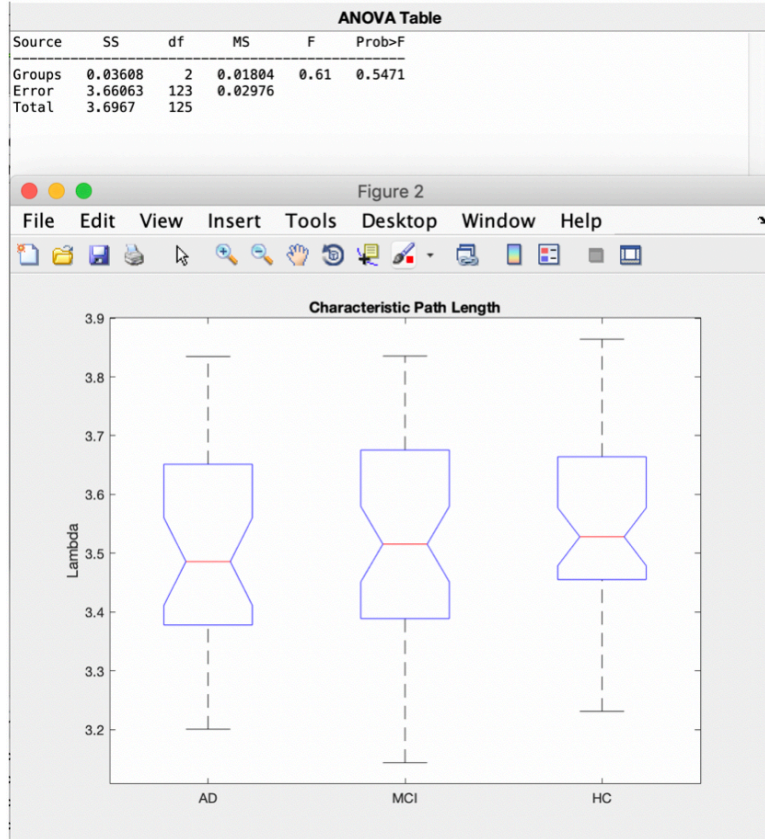 ANOVA Table
Source SS df MS F Prob>F
Groups 0.03608 2 0.01804 0.61 0.5471
Error 3.66063 123 0.02976
Total 3.6967 125
Figure 2
File Edit View Insert Tools Desktop Window Help
Characteristic Path Length
3.9
3.8
3.7
3.6
3.5
3.4
3.3
3.2
Lambda
AD MCI HC